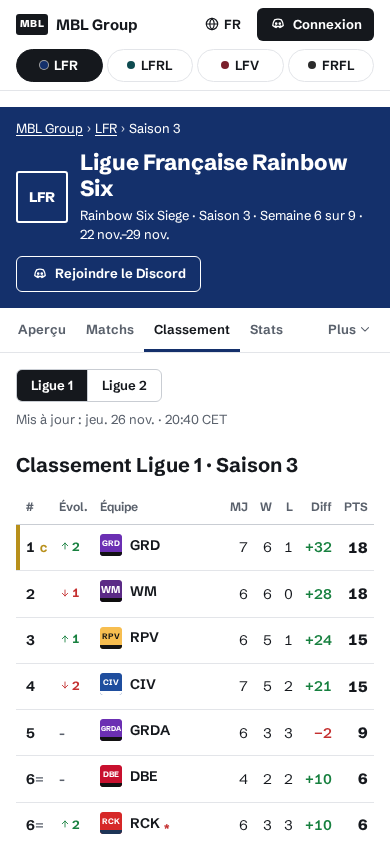 MBL MBL Group FR Connexion
LFR LFRL LFV FRFL
MBL Group › LFR › Saison 3
LFR
Ligue Française Rainbow
Six
Rainbow Six Siege · Saison 3 · Semaine 6 sur 9 ·
22 nov.–29 nov.
Rejoindre le Discord
Aperçu Matchs Classement Stats Plus
Ligue 1 Ligue 2
Mis à jour : jeu. 26 nov. · 20:40 CET
Classement Ligue 1 · Saison 3
# Évol. Équipe MJ W L Diff PTS
1 C ↑ 2 GRD GRD 7 6 1 +32 18
2 ↓ 1 WM WM 6 6 0 +28 18
3 ↑ 1 RPV RPV 6 5 1 +24 15
4 ↓ 2 CIV CIV 7 5 2 +21 15
5 - GRDA GRDA 6 3 3 −2 9
6= - DBE DBE 4 2 2 +10 6
6= ↑ 2 RCK RCK * 6 3 3 +10 6